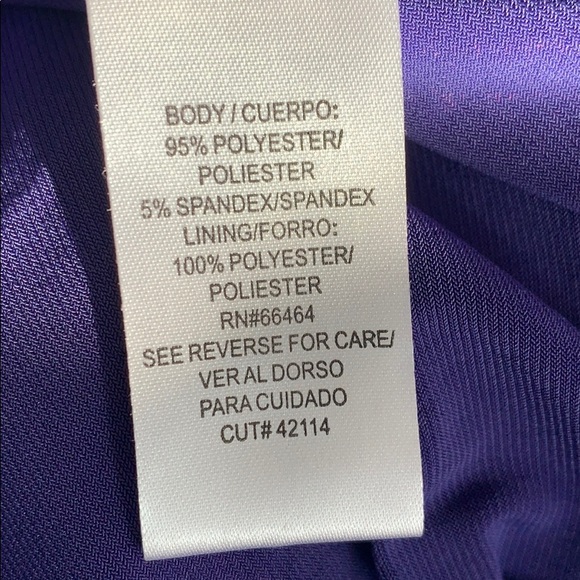 BODY / CUERPO:
95% POLYESTER/
POLIESTER
5% SPANDEX/SPANDEX
LINING/FORRO:
100% POLYESTER/
POLIESTER
RN#66464
SEE REVERSE FOR CARE/
VER AL DORSO
PARA CUIDADO
CUT# 42114